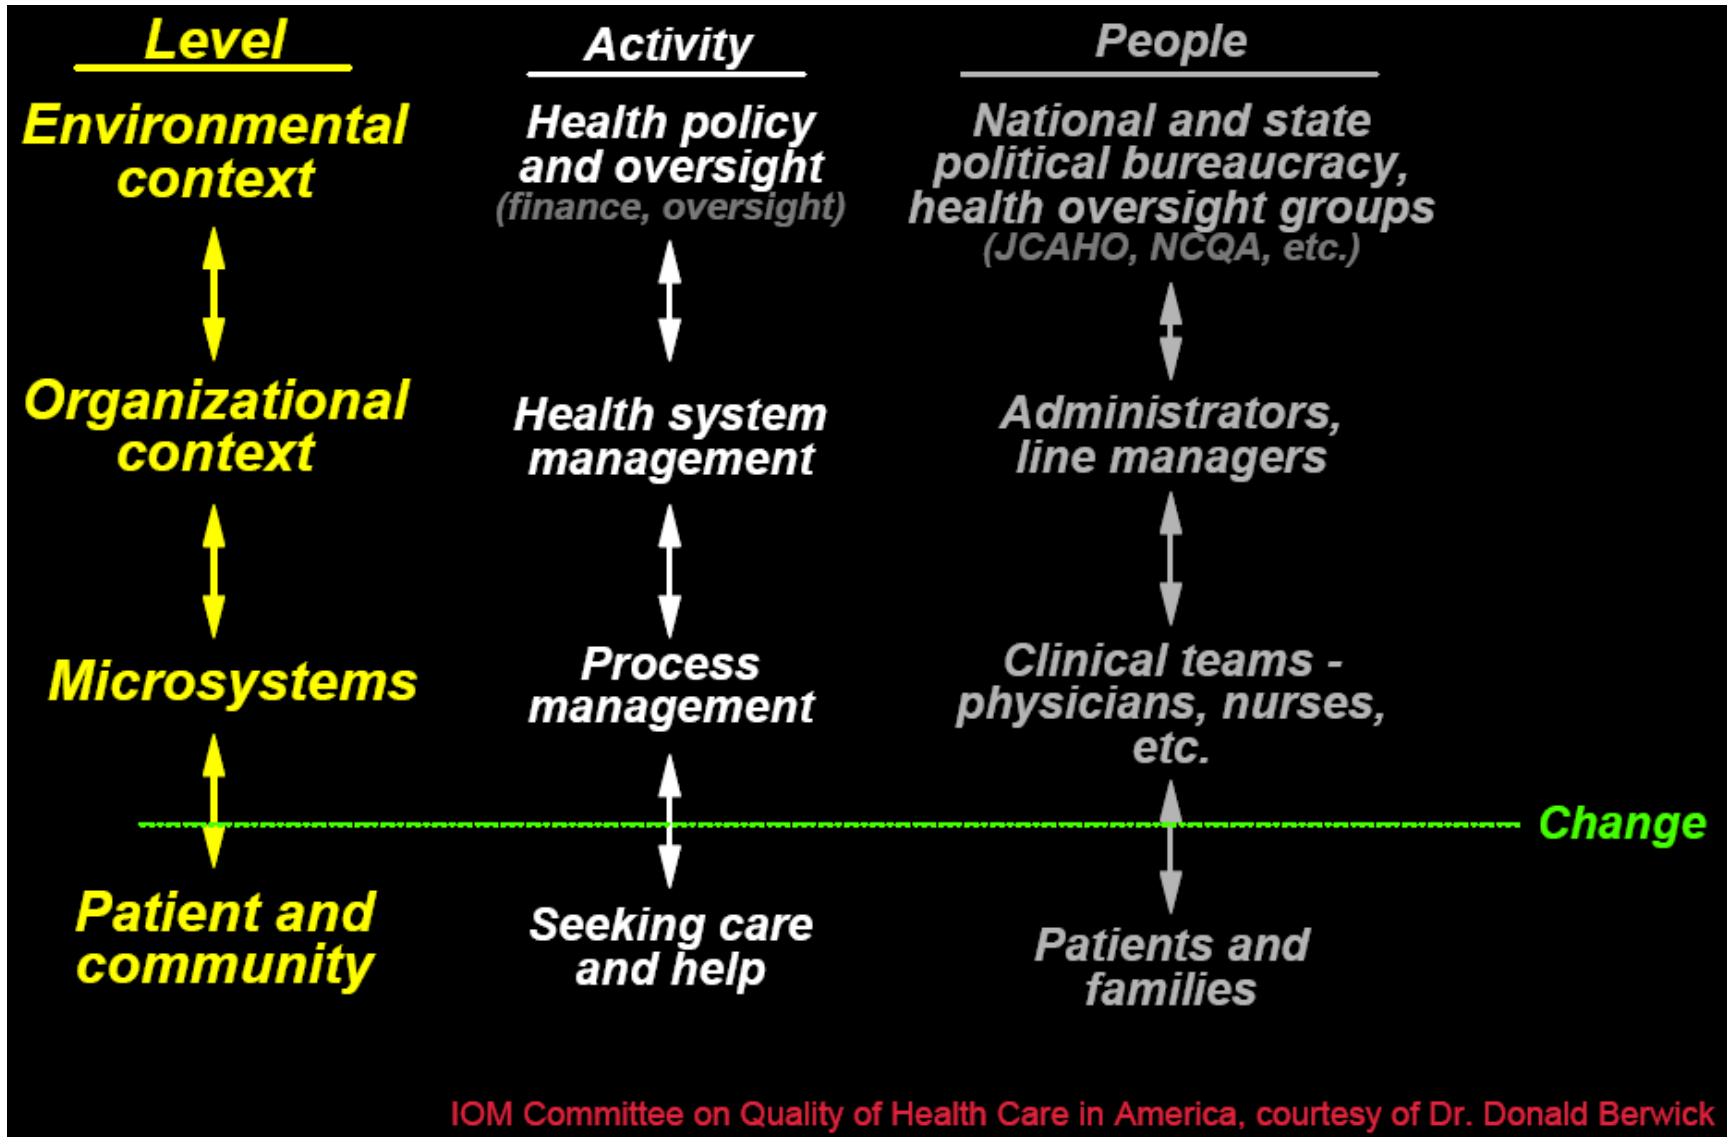 Level
Activity
People
Environmental
context
Health policy
and oversight
(finance, oversight)
National and state
political bureaucracy,
health oversight groups
(JCAHO, NCQA, etc.)
Organizational
context
Health system
management
Administrators,
line managers
Microsystems
Process
management
Clinical teams -
physicians, nurses,
etc.
Change
Patient and
community
Seeking care
and help
Patients and
families
IOM Committee on Quality of Health Care in America, courtesy of Dr. Donald Berwick